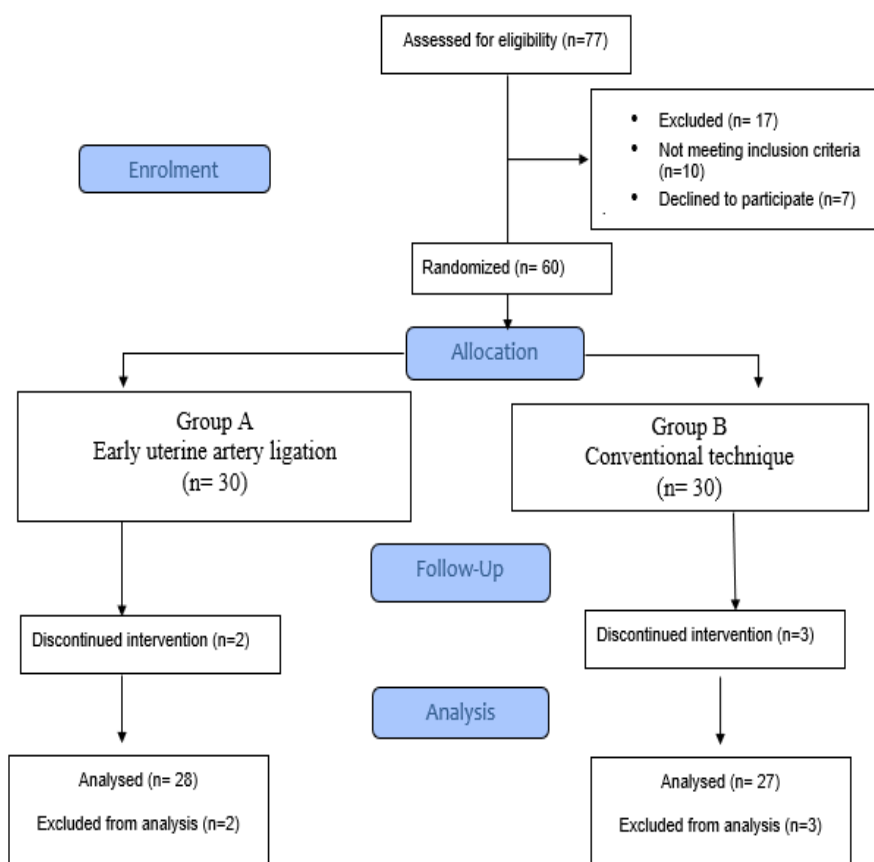 Assessed for eligibility (n=77)
• Excluded (n= 17)
• Not meeting inclusion criteria
(n=10)
• Declined to participate (n=7)
.
Enrolment
Randomized (n= 60)
Allocation
Group A
Early uterine artery ligation
(n= 30)
Group B
Conventional technique
(n= 30)
Follow-Up
Discontinued intervention (n=2)
Discontinued intervention (n=3)
Analysis
Analysed (n= 28)
Excluded from analysis (n=2)
Analysed (n= 27)
Excluded from analysis (n=3)